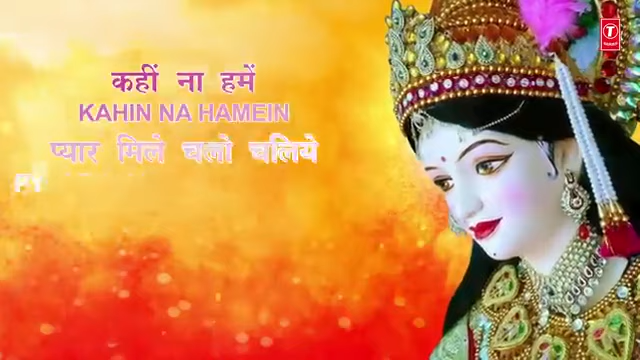 कहीं ना हमें
KAHIN NA HAMEIN
प्यार मिले चलो चलिये